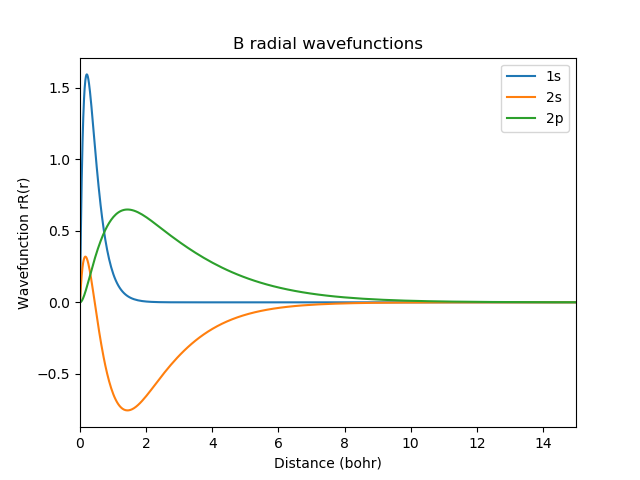 B radial wavefunctions
Wavefunction rR(r)
1.5
1.0
0.5
0.0
−0.5
1s
2s
2p
0 2 4 6 8 10 12 14
Distance (bohr)